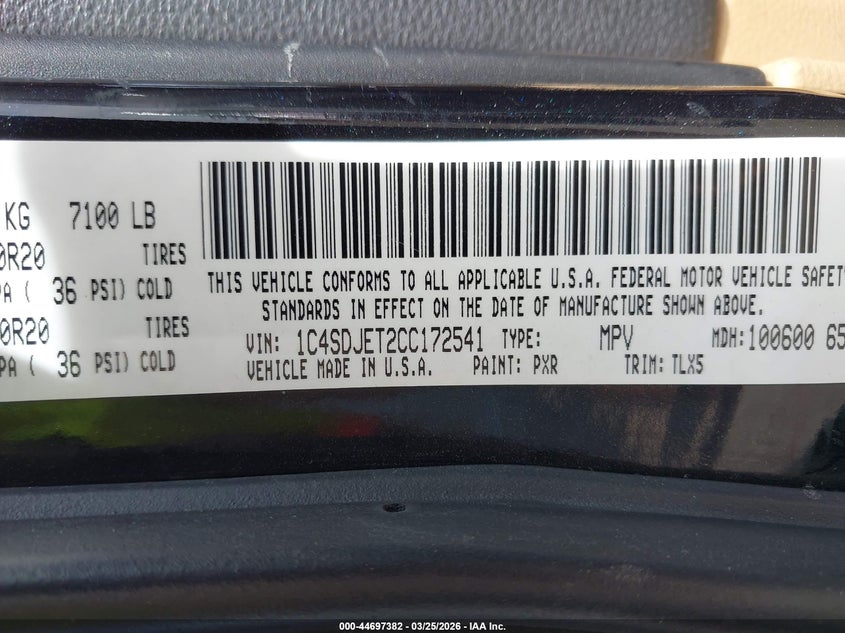 KG 7100 LB
0R20 TIRES
PA ( 36 PSI) COLD
0R20 TIRES
PA ( 36 PSI) COLD
THIS VEHICLE CONFORMS TO ALL APPLICABLE U.S.A. FEDERAL MOTOR VEHICLE SAFETY
STANDARDS IN EFFECT ON THE DATE OF MANUFACTURE SHOWN ABOVE.
VIN: 1C4SDJET2CC172541 TYPE: MPV MDH:100600 65
VEHICLE MADE IN U.S.A. PAINT: PXR TRIM: TLX5
000-44697382 - 03/25/2026 - IAA Inc.